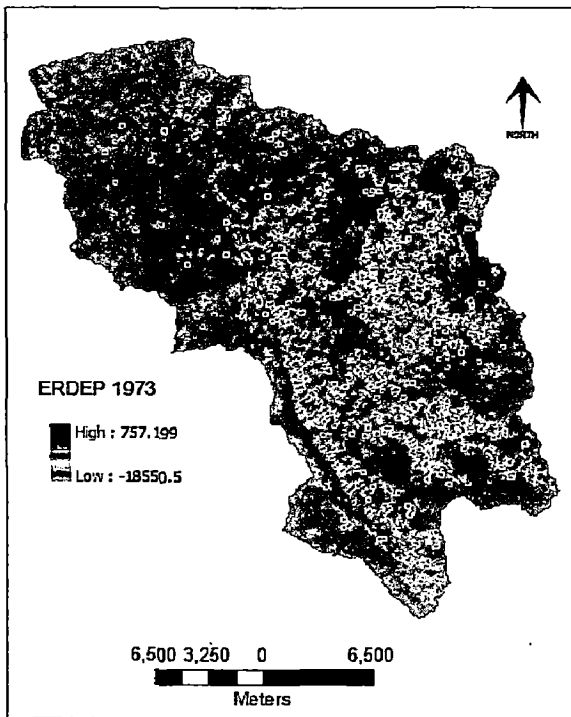 NORTH
ERDEP 1973
High : 757.199
Low : -18550.5
6,500 3,250 0 6,500
Meters